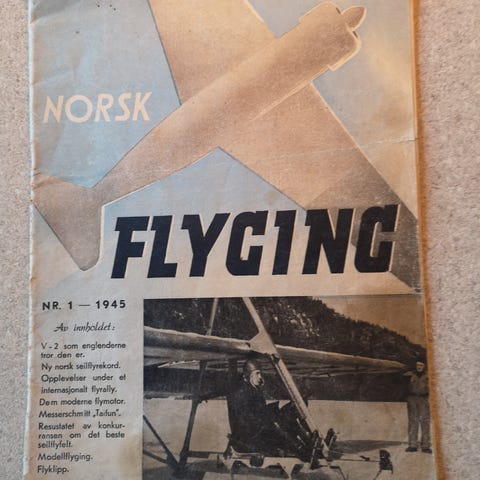 NORSK
FLYGING
NR. 1 — 1945
Av innholdet:
V-2 som englenderne
tror den er.
Ny norsk seilflyrekord.
Opplevelser under et
internasjonalt flyrally.
Dem moderne flymotor.
Messerschmitt „Taifun".
Resustatet av konkur-
ransen om det beste
seilflyfelt.
Modellflyging.
Flyklipp.